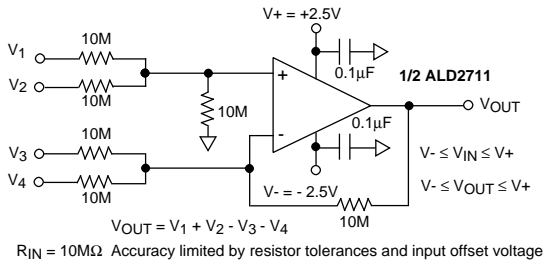 V+ = +2.5V
V1
10M
V2
10M
0.1µF
1/2 ALD2711
+
10M
VOUT
V3
10M
-
0.1µF
V- ≤ VIN ≤ V+
V4
10M
V- = - 2.5V
V- ≤ VOUT ≤ V+
10M
VOUT = V1 + V2 - V3 - V4
RIN = 10MΩ Accuracy limited by resistor tolerances and input offset voltage